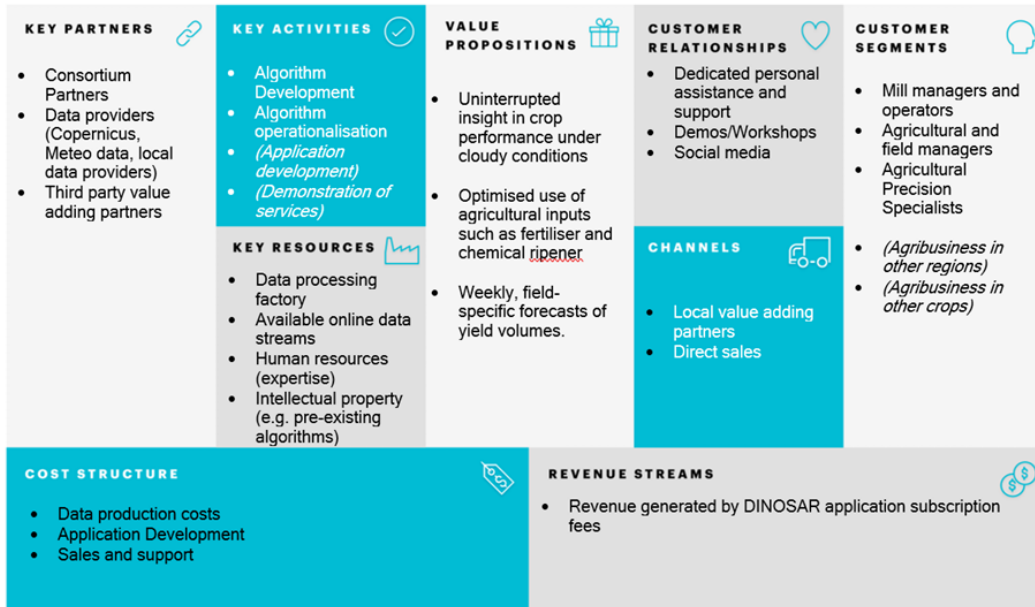 KEY PARTNERS
• Consortium
Partners
• Data providers
(Copernicus,
Meteo data, local
data providers)
• Third party value
adding partners
KEY ACTIVITIES
• Algorithm
Development
• Algorithm
operationalisation
• (Application
development)
• (Demonstration of
services)
KEY RESOURCES
• Data processing
factory
• Available online data
streams
• Human resources
(expertise)
• Intellectual property
(e.g. pre-existing
algorithms)
VALUE
PROPOSITIONS
• Uninterrupted
insight in crop
performance under
cloudy conditions
• Optimised use of
agricultural inputs
such as fertiliser and
chemical ripener
• Weekly, field-
specific forecasts of
yield volumes.
CUSTOMER
RELATIONSHIPS
• Dedicated personal
assistance and
support
• Demos/Workshops
• Social media
CHANNELS
• Local value adding
partners
• Direct sales
CUSTOMER
SEGMENTS
• Mill managers and
operators
• Agricultural and
field managers
• Agricultural
Precision
Specialists
• (Agribusiness in
other regions)
• (Agribusiness in
other crops)
COST STRUCTURE
• Data production costs
• Application Development
• Sales and support
REVENUE STREAMS
• Revenue generated by DINOSAR application subscription
fees